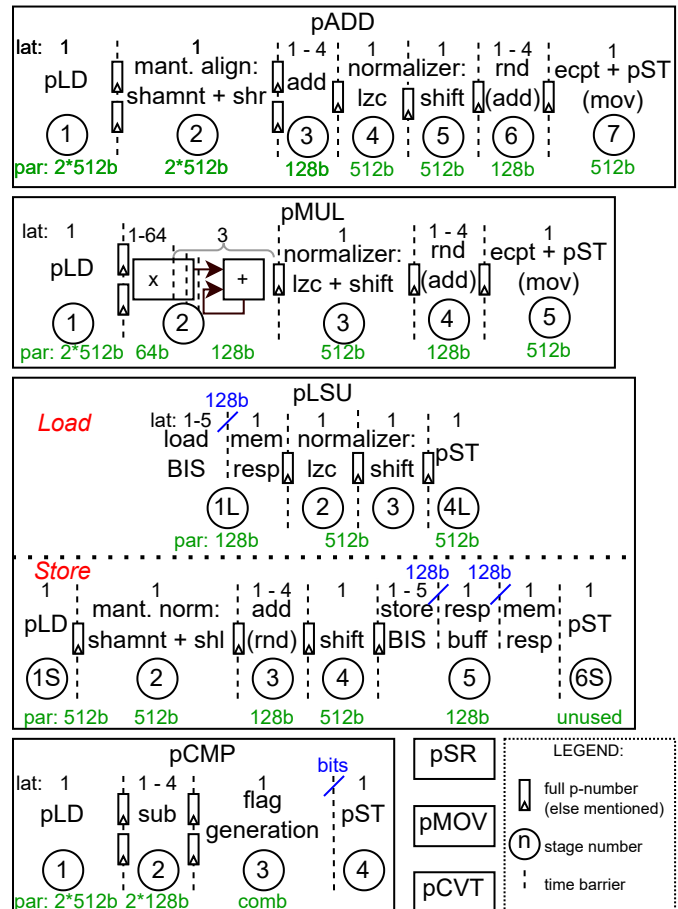 pADD
lat: 1 1 1 - 4 1 1 1 - 4 1
pLD mant. align: shamnt + shr add normalizer: lzc shift rnd (add) ecpt + pST (mov)
1 2 3 4 5 6 7
par: 2*512b 2*512b 128b 512b 512b 128b 512b
pMUL
lat: 1 1-64 3 1 1 - 4 1
pLD x + normalizer: lzc + shift rnd (add) ecpt + pST (mov)
1 2 3 4 5
par: 2*512b 64b 128b 512b 128b 512b
pLSU
Load
128b
lat: 1-5 1 1 1 1
load BIS mem resp normalizer: lzc shift pST
1L 2 3 4L
par: 128b 512b 512b
Store
128b 128b
1 1 1 - 4 1 1 - 5 1 1 1
pLD mant. norm: shamnt + shl add (rnd) shift store BIS resp buff mem resp pST
1S 2 3 4 5 6S
par: 512b 512b 128b 512b 128b unused
pCMP
bits
lat: 1 1 - 4 1 1
pLD sub flag generation pST
1 2 3 4
par: 2*512b 2*128b comb
pSR
pMOV
pCVT
LEGEND:
full p-number
(else mentioned)
n stage number
time barrier